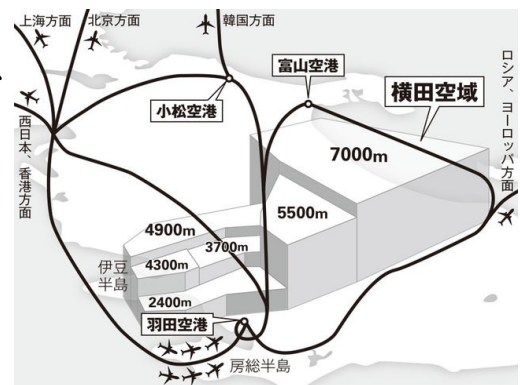 上海方面
北京方面
韓国方面
富山空港
小松空港
横田空域
ロシア、ヨーロッパ方面
西日本、香港方面
7000m
5500m
4900m
3700m
4300m
2400m
伊豆
半島
羽田空港
房総半島